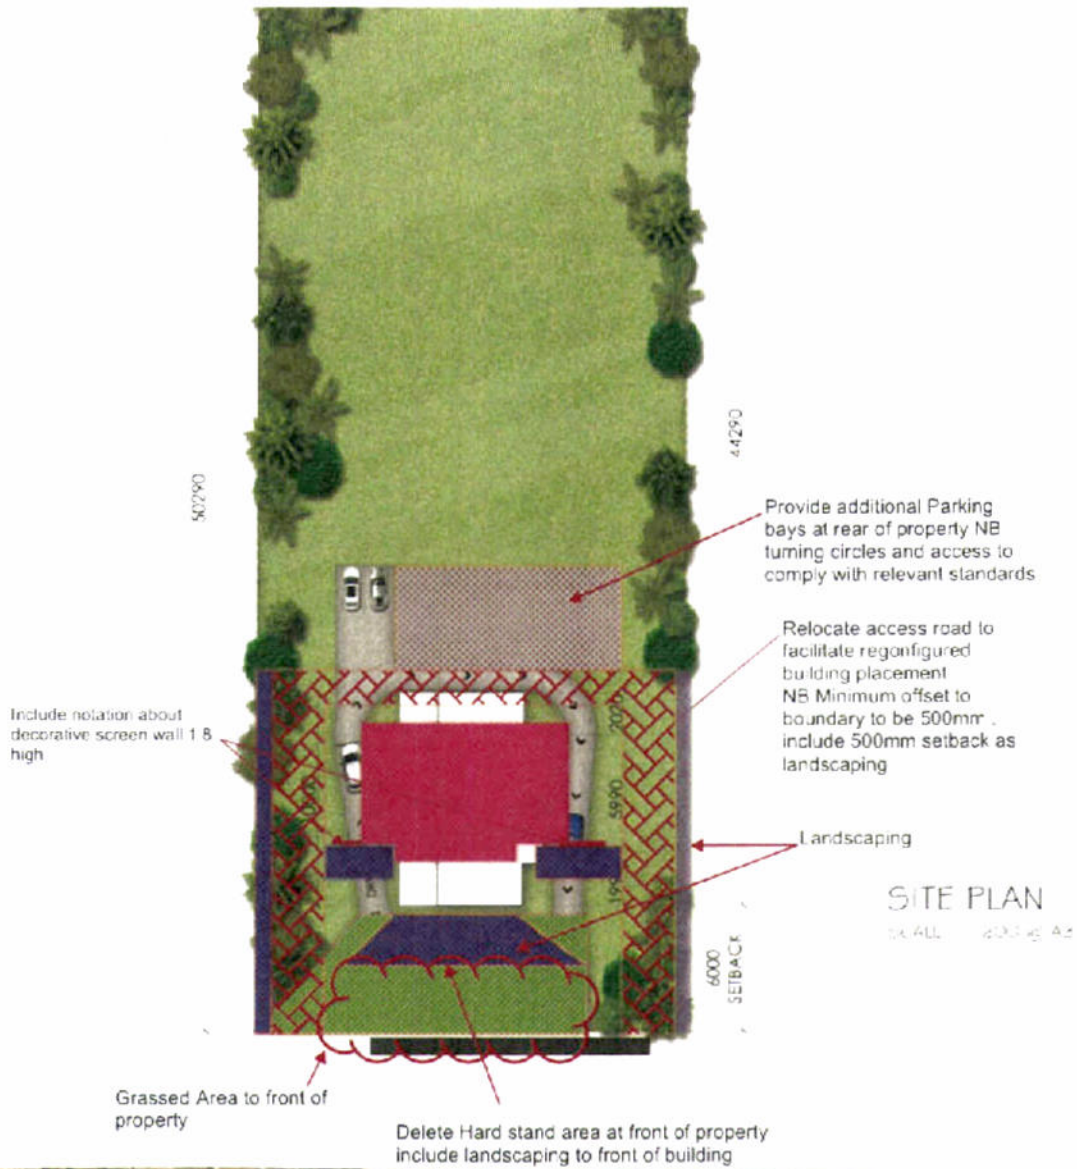 50290
44290
Provide additional Parking
bays at rear of property NB
turning circles and access to
comply with relevant standards
Relocate access road to
facilitate regonfigured
building placement
NB Minimum offset to
boundary to be 500mm .
include 500mm setback as
landscaping
Include notation about
decorative screen wall 1.8
high
2070
5990
Landscaping
SITE PLAN
6000
SETBACK
Grassed Area to front of
property
Delete Hard stand area at front of property
include landscaping to front of building